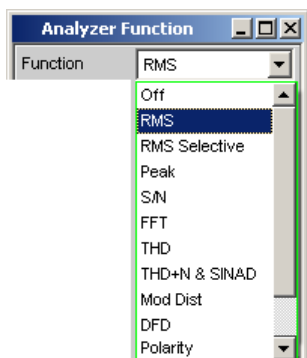 Analyzer Function
Function RMS
Off
RMS
RMS Selective
Peak
S/N
FFT
THD
THD+N & SINAD
Mod Dist
DFD
Polarity